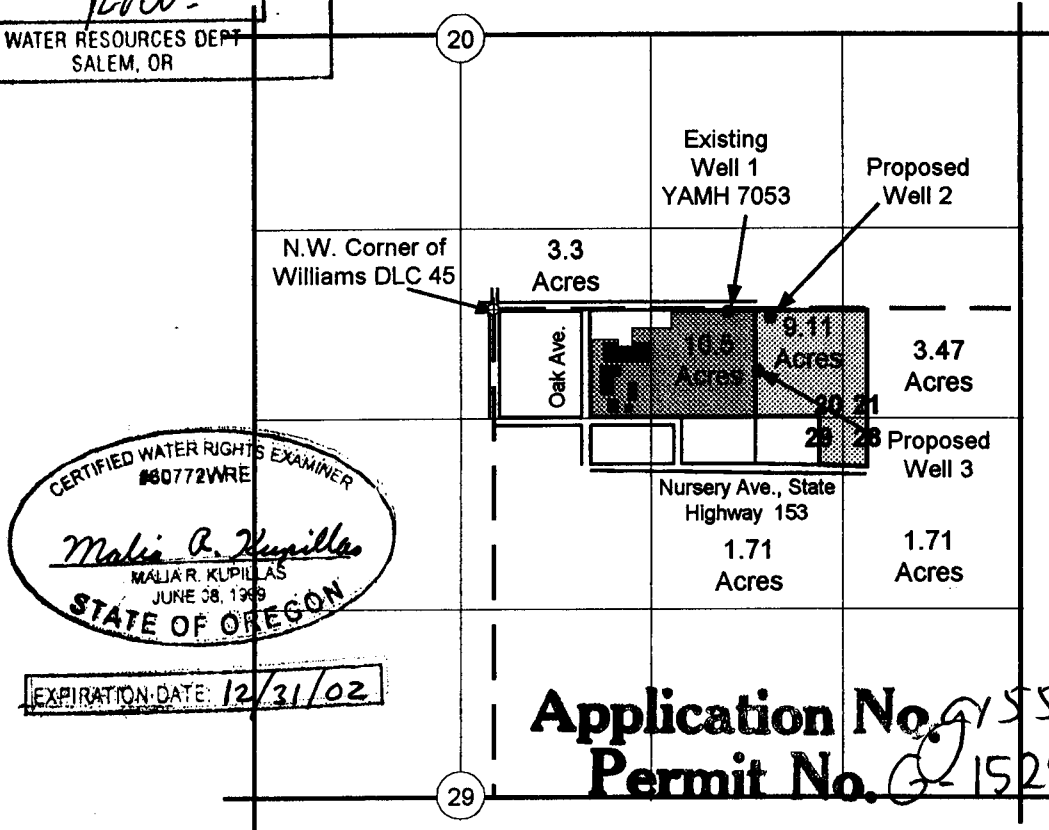 WATER RESOURCES DEPT
SALEM, OR
20
Existing
Well 1
YAMH 7053
Proposed
Well 2
N.W. Corner of
Williams DLC 45
3.3
Acres
Oak Ave.
10.5
Acres
9.11
Acres
3.47
Acres
20 21
29 28
Proposed
Well 3
Nursery Ave., State
Highway 153
1.71
Acres
1.71
Acres
CERTIFIED WATER RIGHTS EXAMINER
#60772WRE
Malia R. Kupillas
MALIA R. KUPILLAS
JUNE 08, 1999
STATE OF OREGON
EXPIRATION DATE: 12/31/02
Application No. G155
Permit No. G-152
29